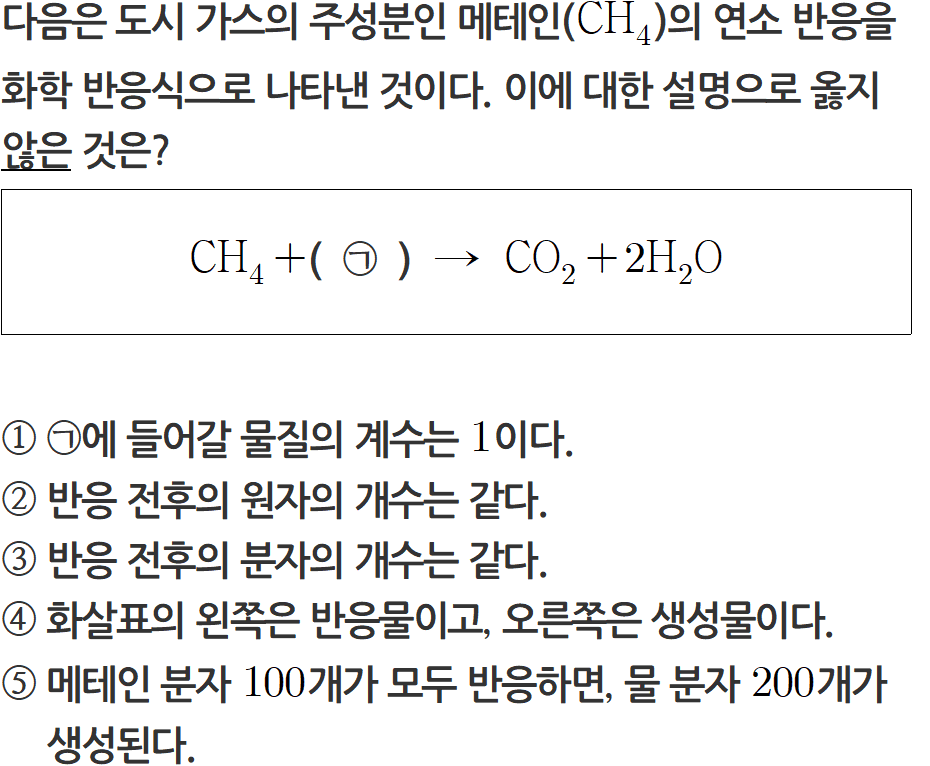 다음은 도시 가스의 주성분인 메테인(CH₄)의 연소 반응을
화학 반응식으로 나타낸 것이다. 이에 대한 설명으로 옳지
않은 것은?
CH₄ + ( ㉠ ) → CO₂ + 2H₂O
① ㉠에 들어갈 물질의 계수는 1이다.
② 반응 전후의 원자의 개수는 같다.
③ 반응 전후의 분자의 개수는 같다.
④ 화살표의 왼쪽은 반응물이고, 오른쪽은 생성물이다.
⑤ 메테인 분자 100개가 모두 반응하면, 물 분자 200개가
생성된다.